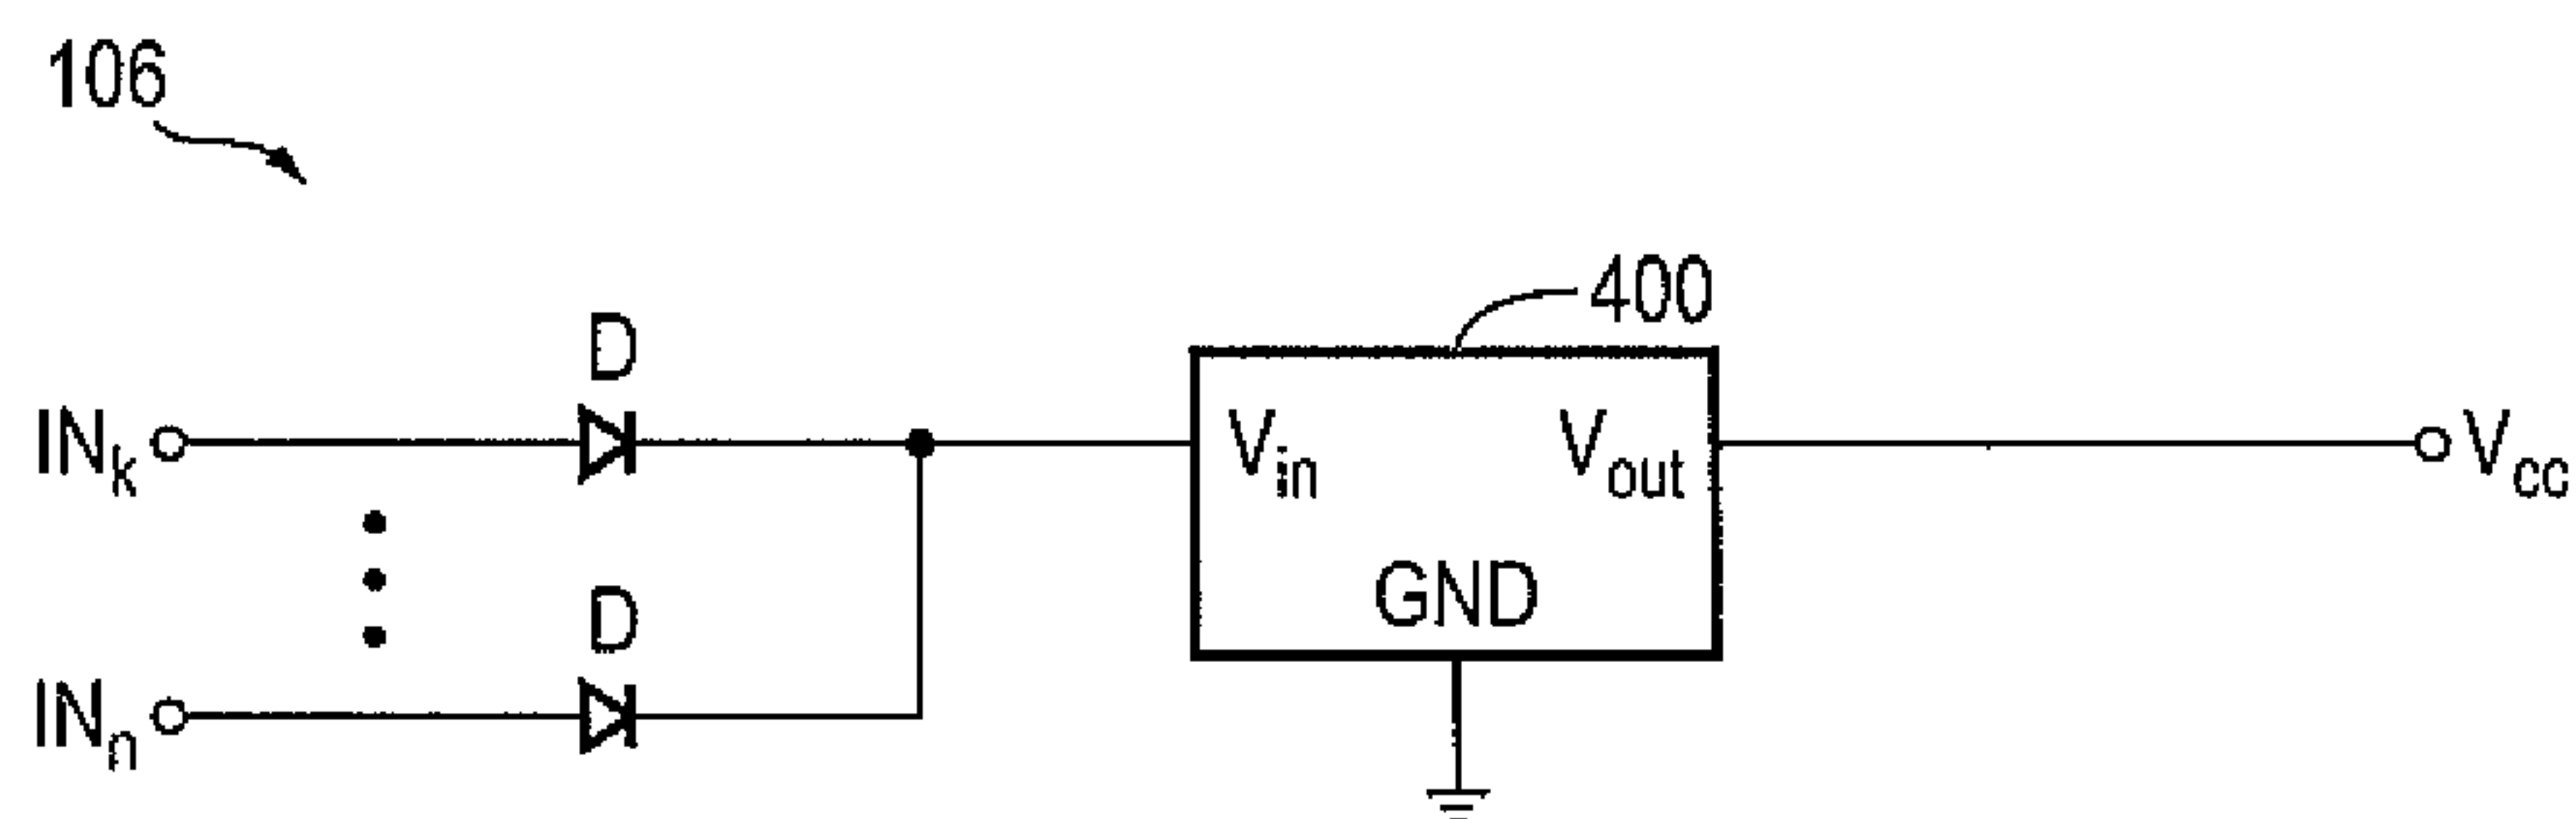 106
400
D
IN_k
V_in
V_out
V_cc
GND
D
IN_n